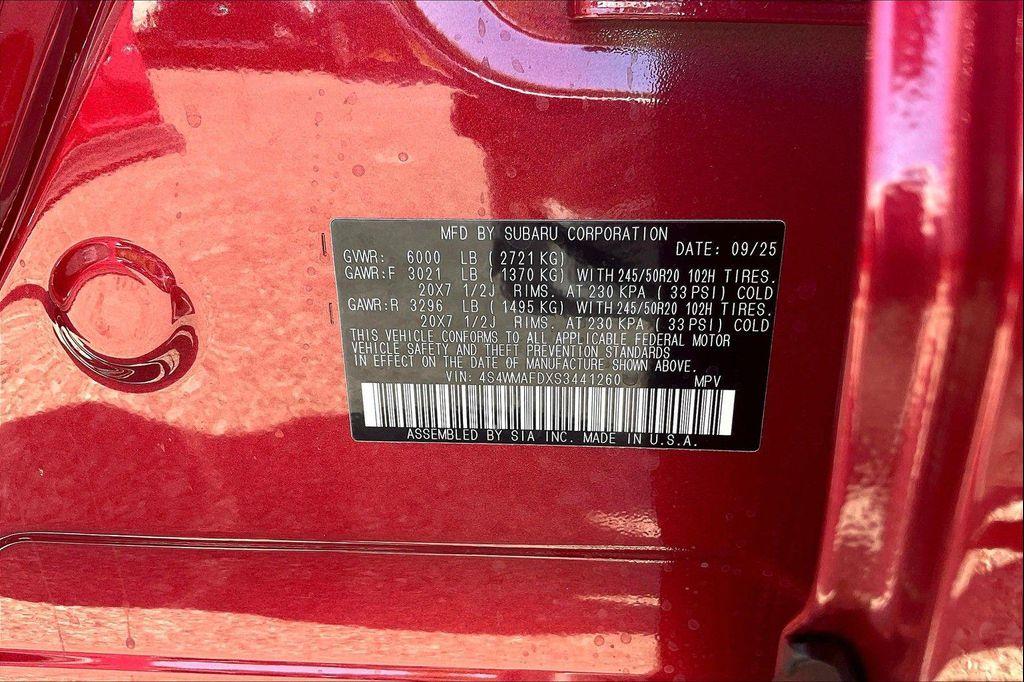 MFD BY SUBARU CORPORATION
DATE: 09/25
GVWR: 6000 LB ( 2721 KG)
GAWR:F 3021 LB ( 1370 KG) WITH 245/50R20 102H TIRES.
20X7 1/2J RIMS. AT 230 KPA ( 33 PSI) COLD
GAWR:R 3296 LB ( 1495 KG) WITH 245/50R20 102H TIRES.
20X7 1/2J RIMS. AT 230 KPA ( 33 PSI) COLD
THIS VEHICLE CONFORMS TO ALL APPLICABLE FEDERAL MOTOR
VEHICLE SAFETY AND THEFT PREVENTION STANDARDS
IN EFFECT ON THE DATE OF MANUFACTURE SHOWN ABOVE.
VIN: 4S4WMAFDXS3441260 MPV
ASSEMBLED BY SIA INC. MADE IN U.S.A.